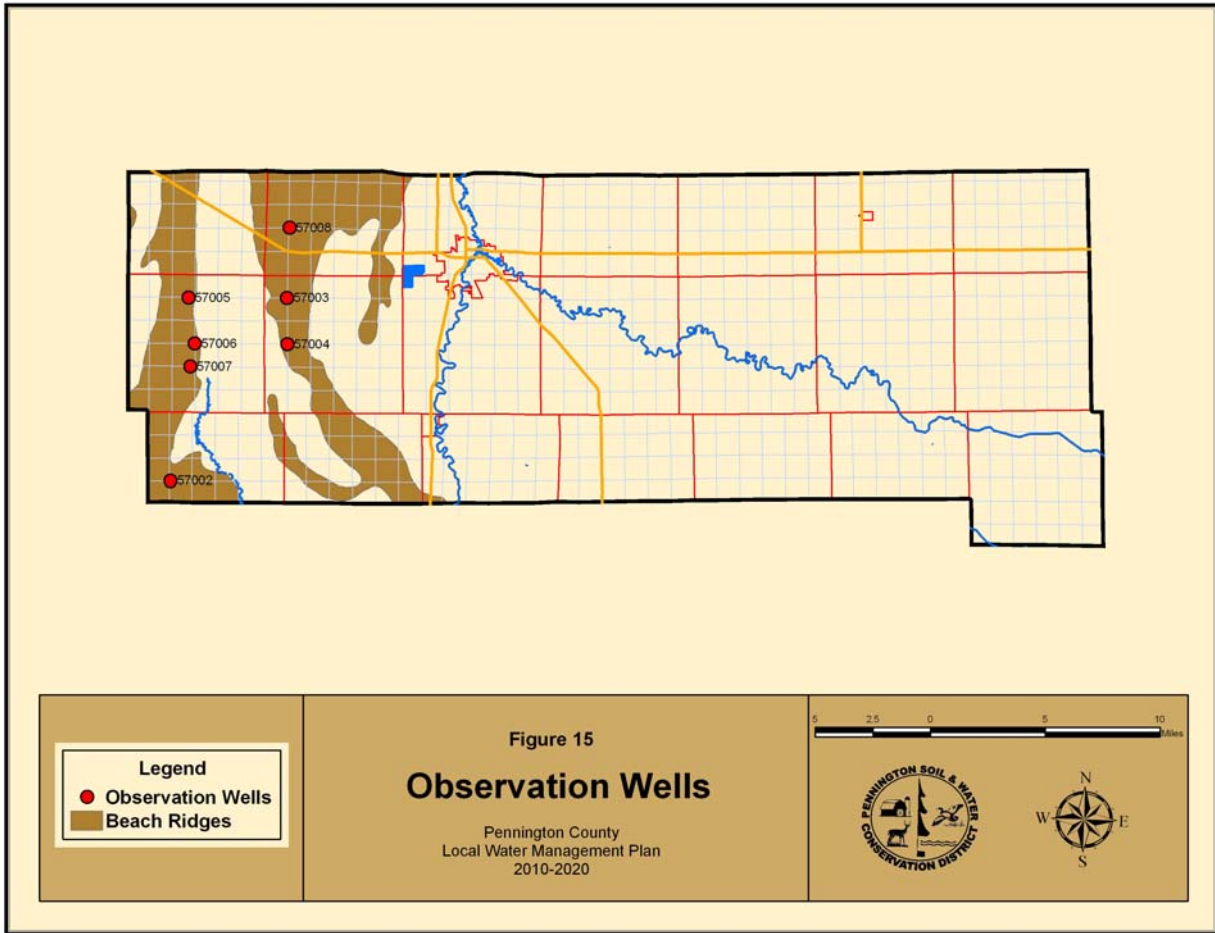 57008
57005
57003
57006
57004
57007
57002
Legend
Observation Wells
Beach Ridges
Figure 15
Observation Wells
Pennington County
Local Water Management Plan
2010-2020
5 2.5 0 5 10
Miles
PENNINGTON SOIL & WATER
CONSERVATION DISTRICT
N
W E
S